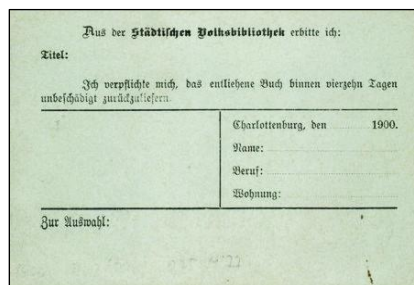 Aus der Städtischen Volksbibliothek erbitte ich:
Titel:
Ich verpflichte mich, das entliehene Buch binnen vierzehn Tagen
unbeschädigt zurückzuliefern.
Charlottenburg, den 1900.
Name:
Beruf:
Wohnung:
Zur Auswahl: